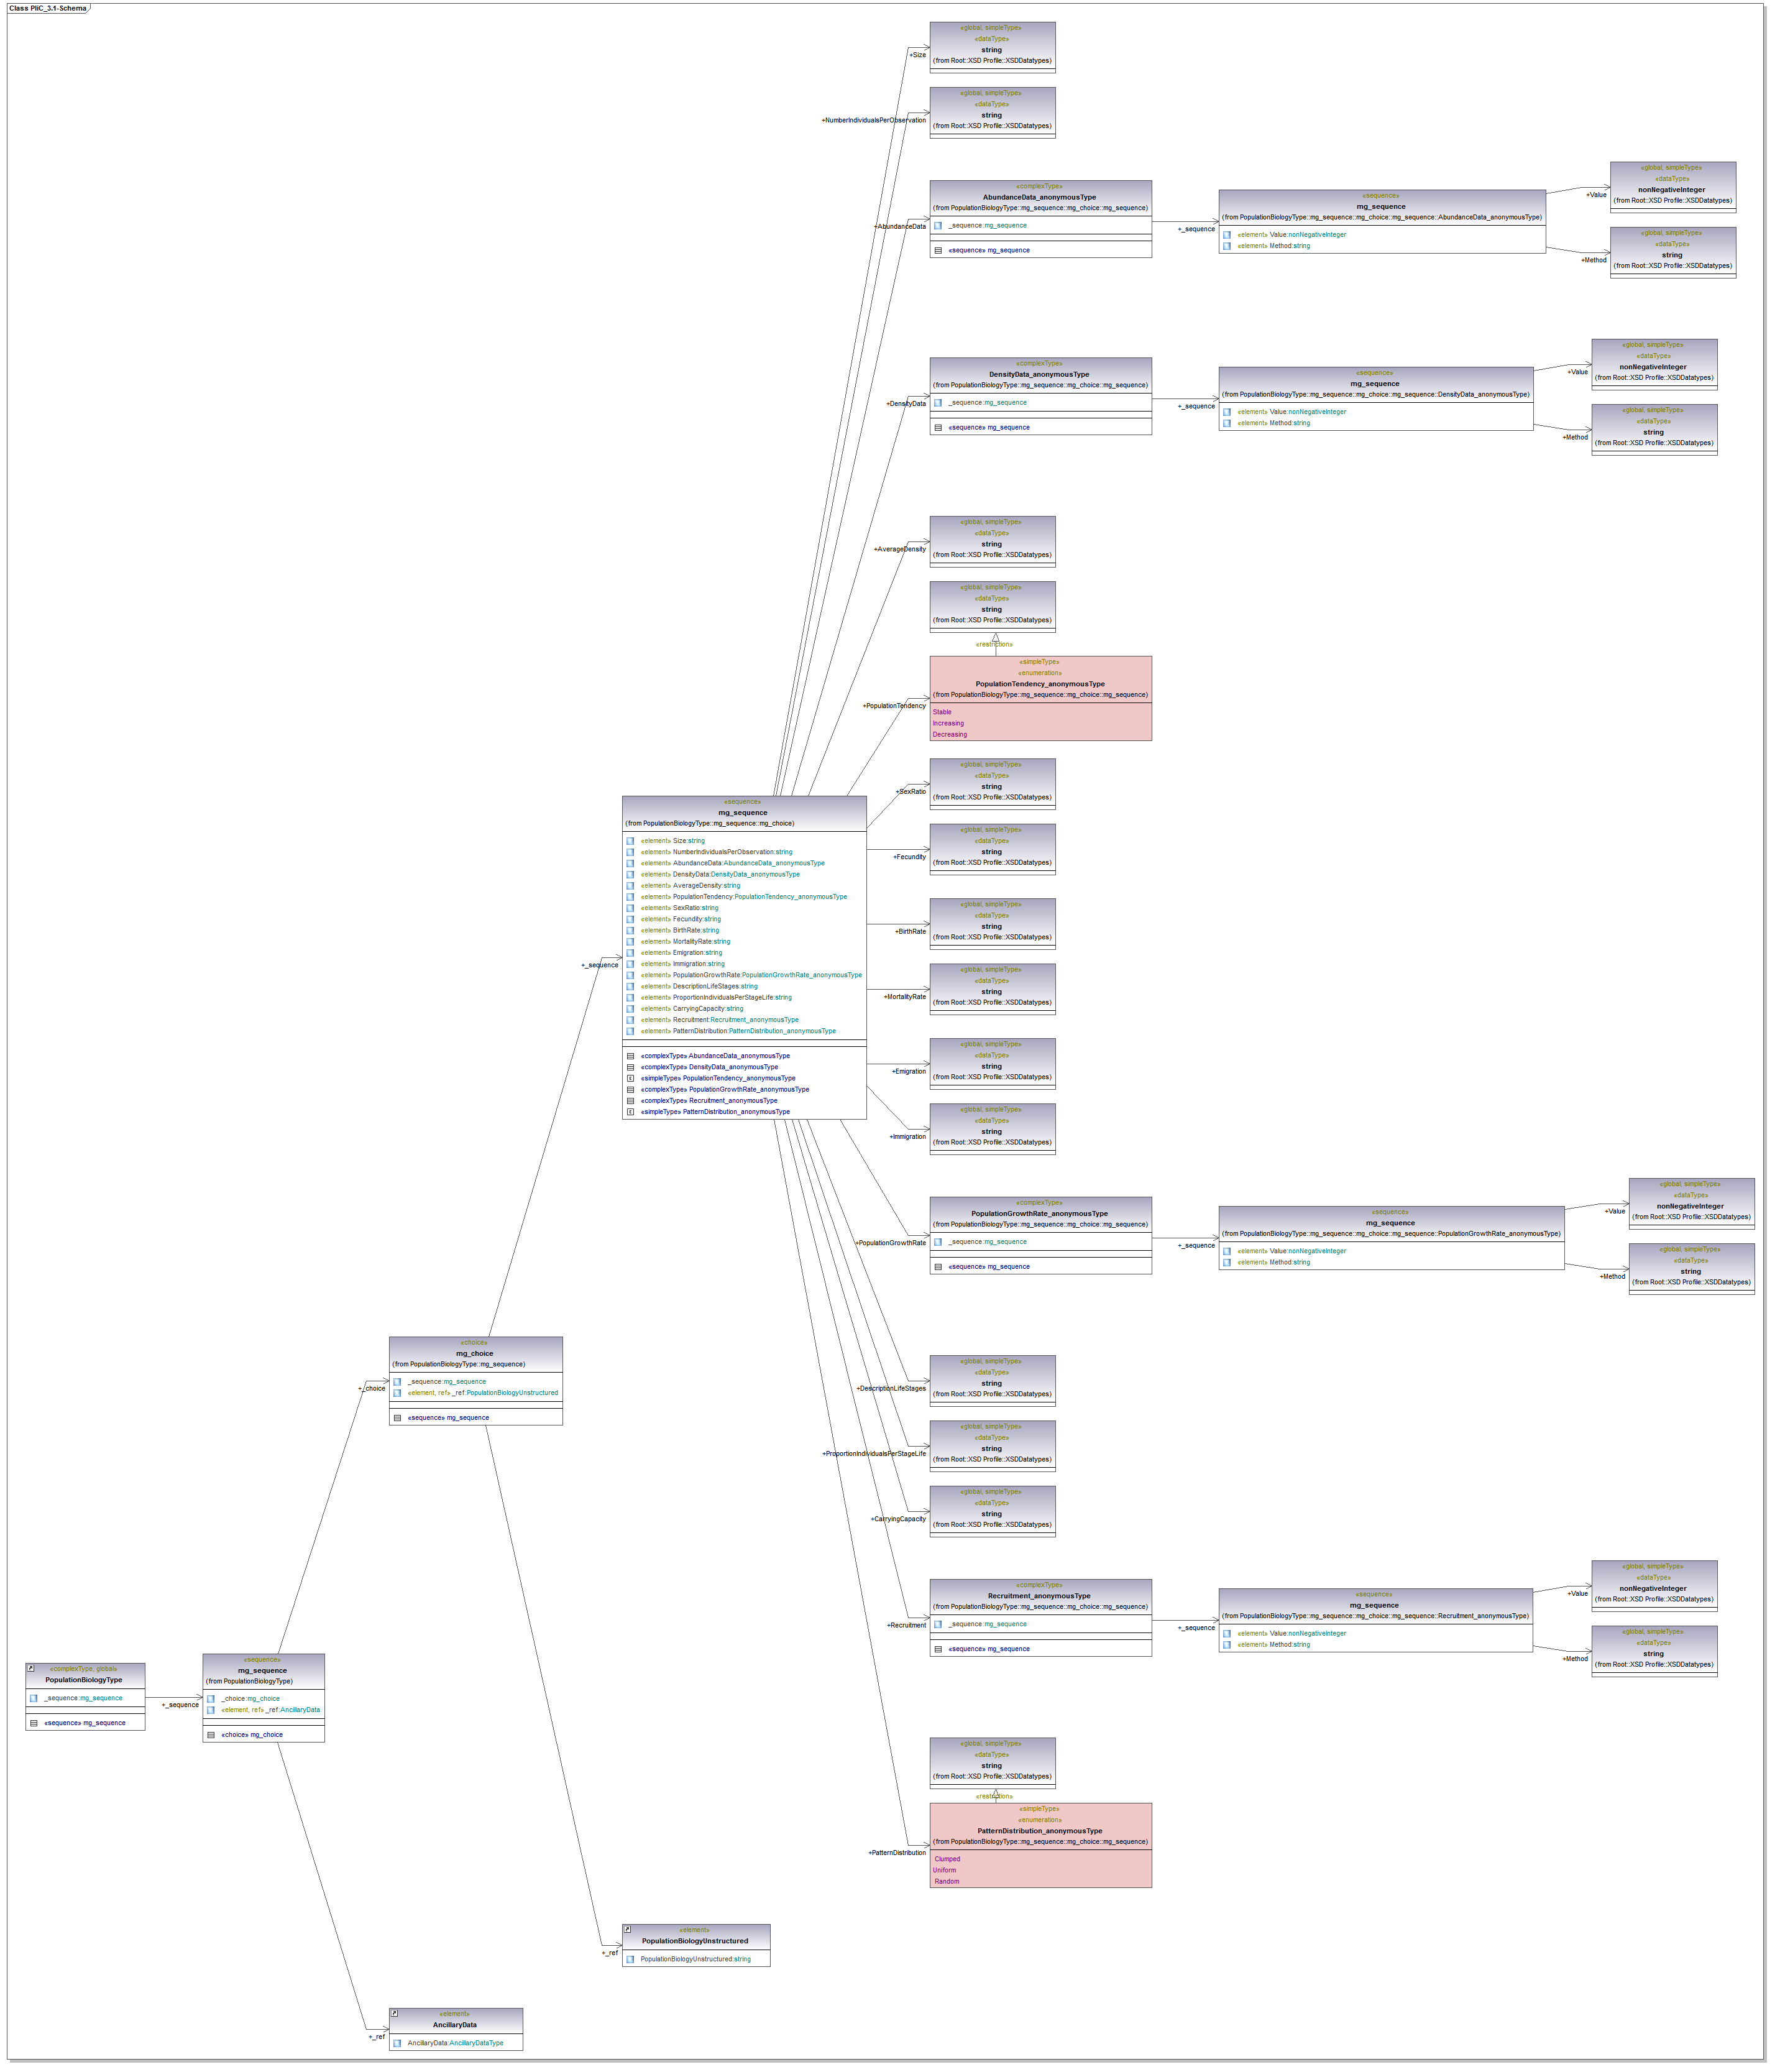 Class PliC_3.1-Schema
«global, simpleType»
«dataType»
string
(from Root::XSD Profile::XSDDatatypes)
+Size
«global, simpleType»
«dataType»
string
(from Root::XSD Profile::XSDDatatypes)
+NumberIndividualsPerObservation
«complexType»
AbundanceData_anonymousType
(from PopulationBiologyType::mg_sequence::mg_choice::mg_sequence)
_sequence:mg_sequence
«sequence» mg_sequence
+AbundanceData
+_sequence
«sequence»
mg_sequence
(from PopulationBiologyType::mg_sequence::mg_choice::mg_sequence::AbundanceData_anonymousType)
«element» Value:nonNegativeInteger
«element» Method:string
+Value
«global, simpleType»
«dataType»
nonNegativeInteger
(from Root::XSD Profile::XSDDatatypes)
+Method
«global, simpleType»
«dataType»
string
(from Root::XSD Profile::XSDDatatypes)
«complexType»
DensityData_anonymousType
(from PopulationBiologyType::mg_sequence::mg_choice::mg_sequence)
_sequence:mg_sequence
«sequence» mg_sequence
+DensityData
+_sequence
«sequence»
mg_sequence
(from PopulationBiologyType::mg_sequence::mg_choice::mg_sequence::DensityData_anonymousType)
«element» Value:nonNegativeInteger
«element» Method:string
+Value
«global, simpleType»
«dataType»
nonNegativeInteger
(from Root::XSD Profile::XSDDatatypes)
+Method
«global, simpleType»
«dataType»
string
(from Root::XSD Profile::XSDDatatypes)
«global, simpleType»
«dataType»
string
(from Root::XSD Profile::XSDDatatypes)
+AverageDensity
«global, simpleType»
«dataType»
string
(from Root::XSD Profile::XSDDatatypes)
«restriction»
«simpleType»
«enumeration»
PopulationTendency_anonymousType
(from PopulationBiologyType::mg_sequence::mg_choice::mg_sequence)
Stable
Increasing
Decreasing
+PopulationTendency
«global, simpleType»
«dataType»
string
(from Root::XSD Profile::XSDDatatypes)
+SexRatio
«global, simpleType»
«dataType»
string
(from Root::XSD Profile::XSDDatatypes)
+Fecundity
«global, simpleType»
«dataType»
string
(from Root::XSD Profile::XSDDatatypes)
+BirthRate
«global, simpleType»
«dataType»
string
(from Root::XSD Profile::XSDDatatypes)
+MortalityRate
«global, simpleType»
«dataType»
string
(from Root::XSD Profile::XSDDatatypes)
+Emigration
«global, simpleType»
«dataType»
string
(from Root::XSD Profile::XSDDatatypes)
+Immigration
«sequence»
mg_sequence
(from PopulationBiologyType::mg_sequence::mg_choice)
«element» Size:string
«element» NumberIndividualsPerObservation:string
«element» AbundanceData:AbundanceData_anonymousType
«element» DensityData:DensityData_anonymousType
«element» AverageDensity:string
«element» PopulationTendency:PopulationTendency_anonymousType
«element» SexRatio:string
«element» Fecundity:string
«element» BirthRate:string
«element» MortalityRate:string
«element» Emigration:string
«element» Immigration:string
«element» PopulationGrowthRate:PopulationGrowthRate_anonymousType
«element» DescriptionLifeStages:string
«element» ProportionIndividualsPerStageLife:string
«element» CarryingCapacity:string
«element» Recruitment:Recruitment_anonymousType
«element» PatternDistribution:PatternDistribution_anonymousType
«complexType» AbundanceData_anonymousType
«complexType» DensityData_anonymousType
«simpleType» PopulationTendency_anonymousType
«complexType» PopulationGrowthRate_anonymousType
«complexType» Recruitment_anonymousType
«simpleType» PatternDistribution_anonymousType
+_sequence
«complexType»
PopulationGrowthRate_anonymousType
(from PopulationBiologyType::mg_sequence::mg_choice::mg_sequence)
_sequence:mg_sequence
«sequence» mg_sequence
+PopulationGrowthRate
+_sequence
«sequence»
mg_sequence
(from PopulationBiologyType::mg_sequence::mg_choice::mg_sequence::PopulationGrowthRate_anonymousType)
«element» Value:nonNegativeInteger
«element» Method:string
+Value
«global, simpleType»
«dataType»
nonNegativeInteger
(from Root::XSD Profile::XSDDatatypes)
+Method
«global, simpleType»
«dataType»
string
(from Root::XSD Profile::XSDDatatypes)
«choice»
mg_choice
(from PopulationBiologyType::mg_sequence)
_sequence:mg_sequence
«element, ref» _ref:PopulationBiologyUnstructured
«sequence» mg_sequence
+_choice
«global, simpleType»
«dataType»
string
(from Root::XSD Profile::XSDDatatypes)
+DescriptionLifeStages
«global, simpleType»
«dataType»
string
(from Root::XSD Profile::XSDDatatypes)
+ProportionIndividualsPerStageLife
«global, simpleType»
«dataType»
string
(from Root::XSD Profile::XSDDatatypes)
+CarryingCapacity
«complexType»
Recruitment_anonymousType
(from PopulationBiologyType::mg_sequence::mg_choice::mg_sequence)
_sequence:mg_sequence
«sequence» mg_sequence
+Recruitment
+_sequence
«sequence»
mg_sequence
(from PopulationBiologyType::mg_sequence::mg_choice::mg_sequence::Recruitment_anonymousType)
«element» Value:nonNegativeInteger
«element» Method:string
+Value
«global, simpleType»
«dataType»
nonNegativeInteger
(from Root::XSD Profile::XSDDatatypes)
+Method
«global, simpleType»
«dataType»
string
(from Root::XSD Profile::XSDDatatypes)
«complexType, global»
PopulationBiologyType
_sequence:mg_sequence
«sequence» mg_sequence
+_sequence
«sequence»
mg_sequence
(from PopulationBiologyType)
_choice:mg_choice
«element, ref» _ref:AncillaryData
«choice» mg_choice
«global, simpleType»
«dataType»
string
(from Root::XSD Profile::XSDDatatypes)
«restriction»
«simpleType»
«enumeration»
PatternDistribution_anonymousType
(from PopulationBiologyType::mg_sequence::mg_choice::mg_sequence)
Clumped
Uniform
Random
+PatternDistribution
«element»
PopulationBiologyUnstructured
PopulationBiologyUnstructured:string
+_ref
«element»
AncillaryData
AncillaryData:AncillaryDataType
+_ref